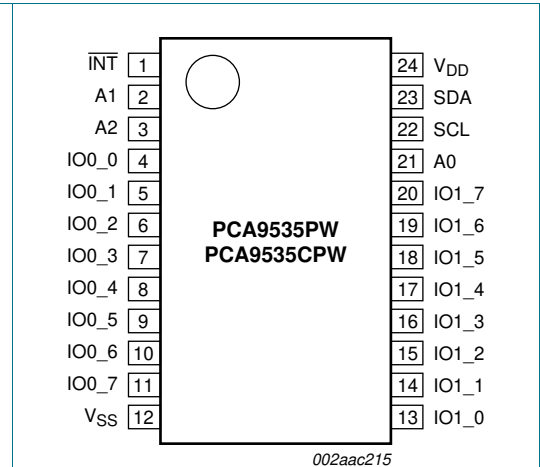 INT 1
A1 2
A2 3
IO0_0 4
IO0_1 5
IO0_2 6
IO0_3 7
IO0_4 8
IO0_5 9
IO0_6 10
IO0_7 11
VSS 12
PCA9535PW
PCA9535CPW
24 VDD
23 SDA
22 SCL
21 A0
20 IO1_7
19 IO1_6
18 IO1_5
17 IO1_4
16 IO1_3
15 IO1_2
14 IO1_1
13 IO1_0
002aac215